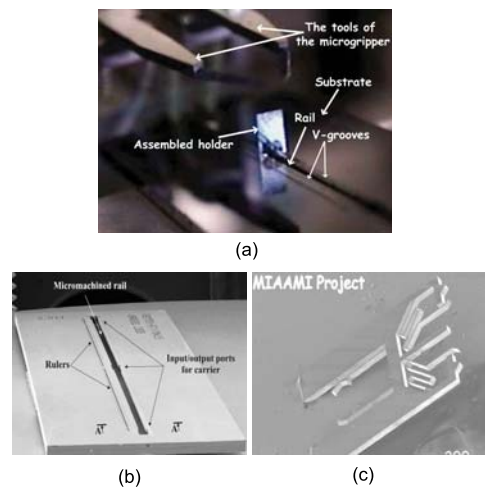 The tools of
the microgripper
Substrate
Rail
V-grooves
Assembled holder
(a)
Micromachined rail
Rulers
Input/output ports
for carrier
(b)
MIAAMI Project
(c)